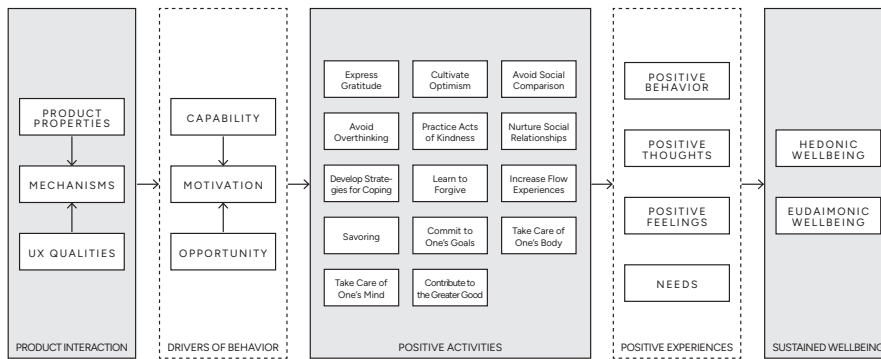 PRODUCT
PROPERTIES
MECHANISMS
UX QUALITIES
PRODUCT INTERACTION
CAPABILITY
MOTIVATION
OPPORTUNITY
DRIVERS OF BEHAVIOR
Express
Gratitude
Cultivate
Optimism
Avoid Social
Comparison
Avoid
Overthinking
Practice Acts
of Kindness
Nurture Social
Relationships
Develop Strate-
gies for Coping
Learn to
Forgive
Increase Flow
Experiences
Savoring
Commit to
One's Goals
Take Care of
One's Body
Take Care of
One's Mind
Contribute to
the Greater Good
POSITIVE ACTIVITIES
POSITIVE
BEHAVIOR
POSITIVE
THOUGHTS
POSITIVE
FEELINGS
NEEDS
POSITIVE EXPERIENCES
HEDONIC
WELLBEING
EUDAIMONIC
WELLBEING
SUSTAINED WELLBEING